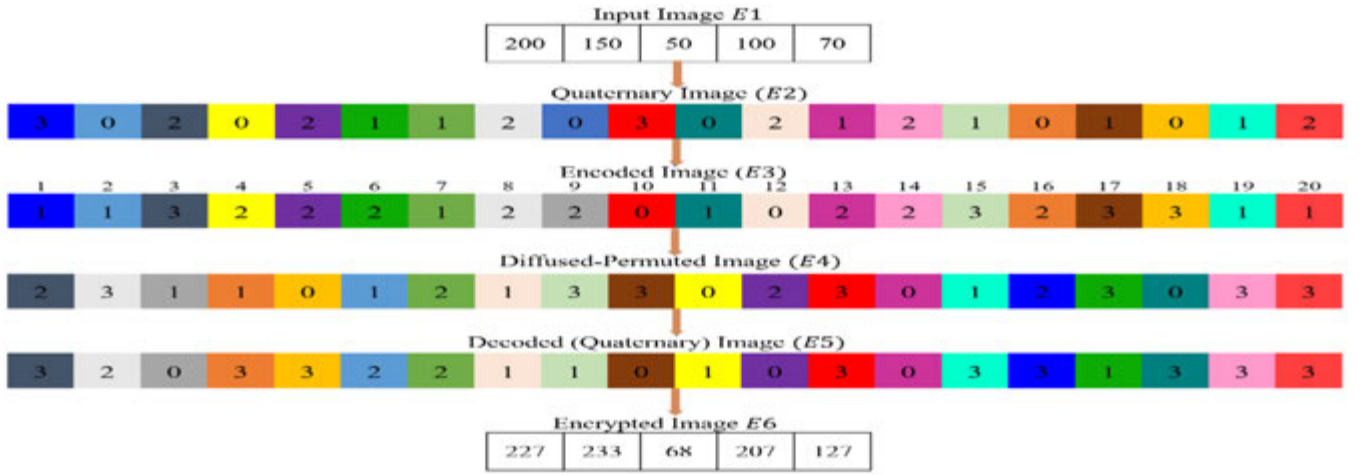 Input Image E1
200 150 50 100 70
Quaternary Image (E2)
3 0 2 0 2 1 1 2 0 3 0 2 1 2 1 0 1 0 1 2
Encoded Image (E3)
1 2 3 4 5 6 7 8 9 10 11 12 13 14 15 16 17 18 19 20
1 1 3 2 2 2 1 2 2 0 1 0 2 2 3 2 3 3 1 1
Diffused-Permuted Image (E4)
2 3 1 1 0 1 2 1 3 3 0 2 3 0 1 2 3 0 3 3
Decoded (Quaternary) Image (E5)
3 2 0 3 3 2 2 1 1 0 1 0 3 0 3 3 1 3 3 3
Encrypted Image E6
227 233 68 207 127